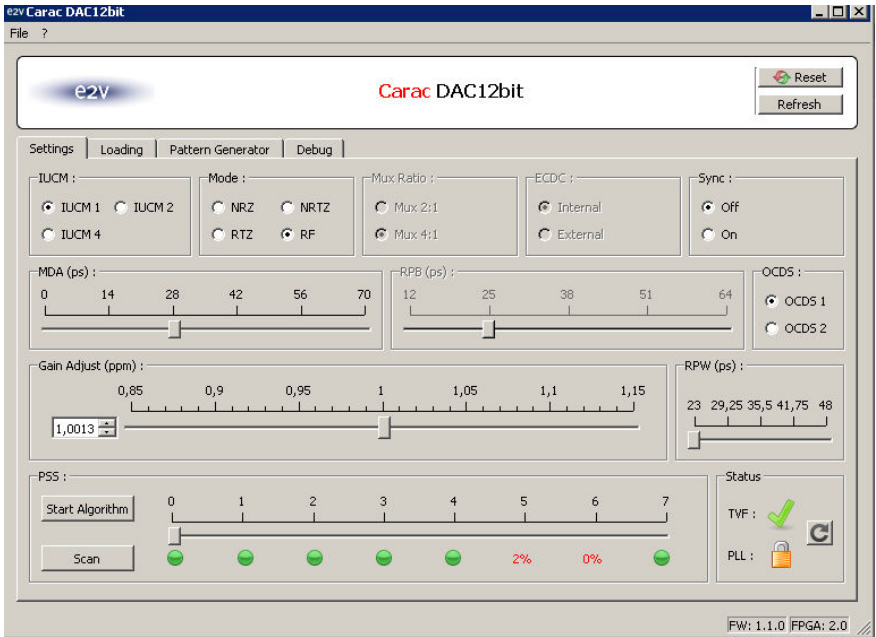 e2v Carac DAC12bit
File ?
e2v
Carac DAC12bit
Reset
Refresh
Settings Loading Pattern Generator Debug
IUCM : Mode : Mux Ratio : ECDC : Sync :
IUCM 1 IUCM 2 NRZ NRTZ Mux 2:1 Internal Off
IUCM 4 RTZ RF Mux 4:1 External On
MDA (ps) : RPB (ps) : OCDS :
0 14 28 42 56 70 12 25 38 51 64
OCDS 1
OCDS 2
Gain Adjust (ppm) : RPW (ps) :
0,85 0,9 0,95 1 1,05 1,1 1,15
23 29,25 35,5 41,75 48
1,0013
PSS : Status
Start Algorithm 0 1 2 3 4 5 6 7
TVF :
Scan 2% 0% PLL :
FW: 1.1.0 FPGA: 2.0